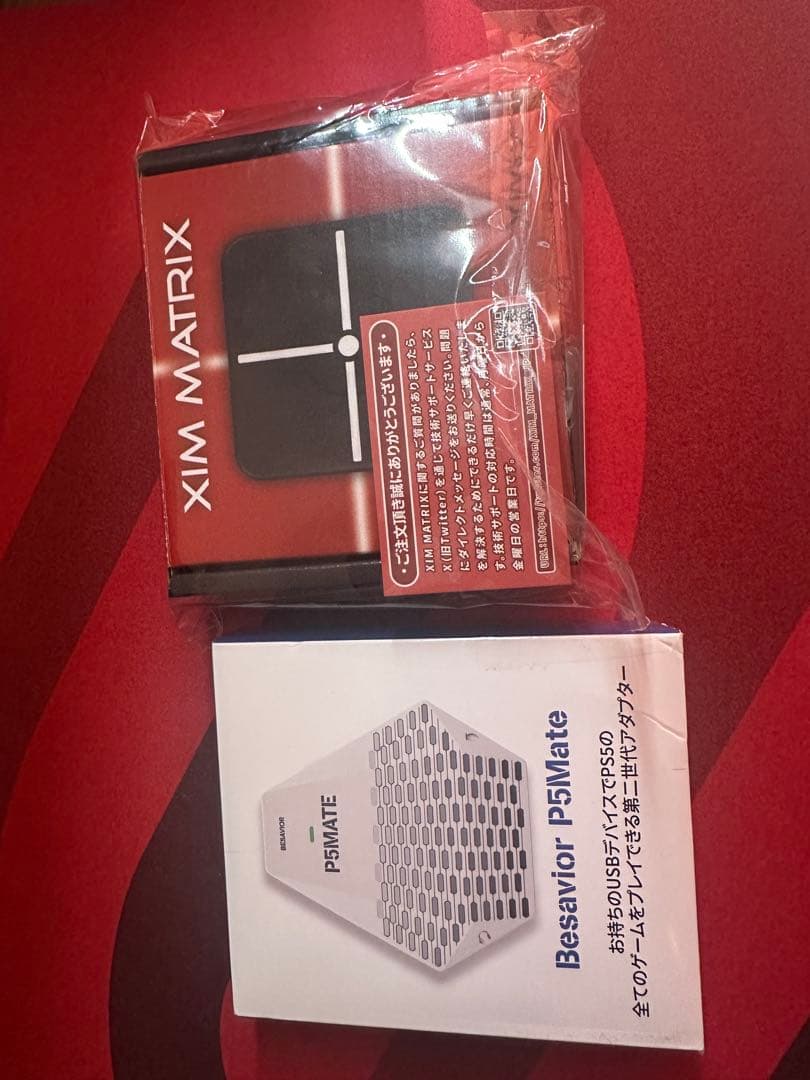 XIM MATRIX
・ご注文頂き誠にありがとうございます・
XIM MATRIXに関するご質問がありましたら、
X(旧Twitter)を通じて技術サポートサービス
にダイレクトメッセージをお送りください。問題
を解決するためにできるだけ早くご連絡いたしま
す。技術サポートの対応時間は通常、月曜日から
金曜日の営業日です。
BESAVIOR
P5MATE
Besavior P5Mate
お持ちのUSBデバイスでPS5の
全てのゲームをプレイできる第二世代アダプター